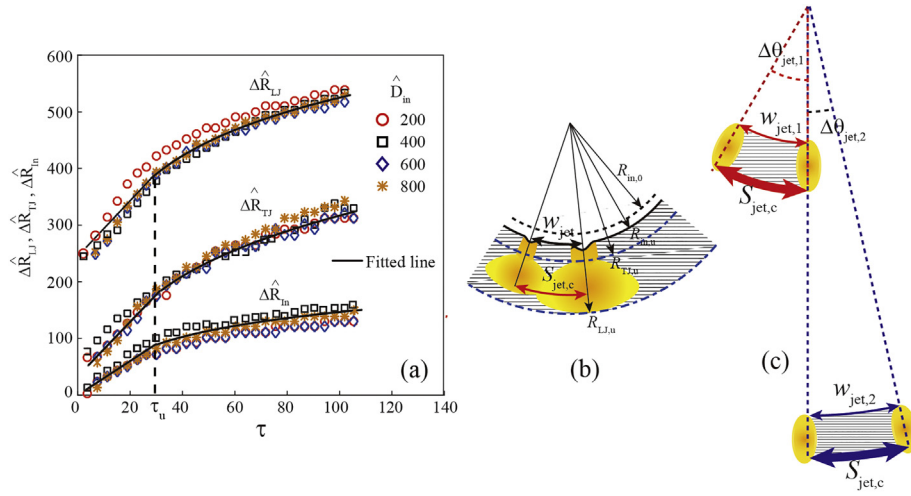 600
500
400
300
200
100
0
0 20 40 60 80 100 120 140
τ_u
τ
ΔR̂_LJ, ΔR̂_TJ, ΔR̂_In
ΔR̂_LJ
ΔR̂_TJ
ΔR̂_In
D̂_in
200
400
600
800
Fitted line
(a)
R_in,0
w_jet
R_in,u
R_TJ,u
S_jet,c
R_LJ,u
(b)
Δθ_jet,1
w_jet,1
Δθ_jet,2
S_jet,c
(c)
w_jet,2
S_jet,c